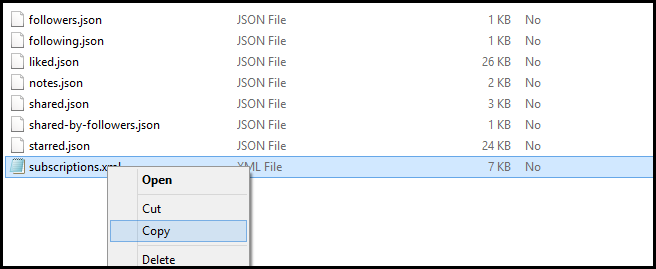 followers.json JSON File 1 KB No
following.json JSON File 1 KB No
liked.json JSON File 26 KB No
notes.json JSON File 2 KB No
shared.json JSON File 3 KB No
shared-by-followers.json JSON File 1 KB No
starred.json JSON File 24 KB No
subscriptions.xml XML File 7 KB No
Open
Cut
Copy
Delete